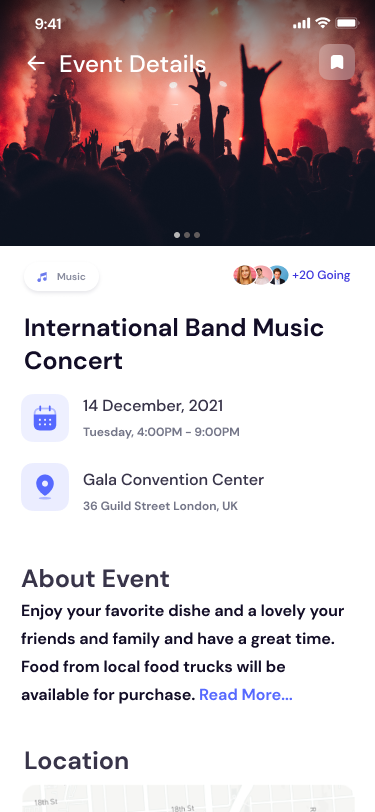 9:41
Event Details
Music
+20 Going
International Band Music
Concert
14 December, 2021
Tuesday, 4:00PM - 9:00PM
Gala Convention Center
36 Guild Street London, UK
About Event
Enjoy your favorite dishe and a lovely your
friends and family and have a great time.
Food from local food trucks will be
available for purchase. Read More...
Location
18th St
18th St